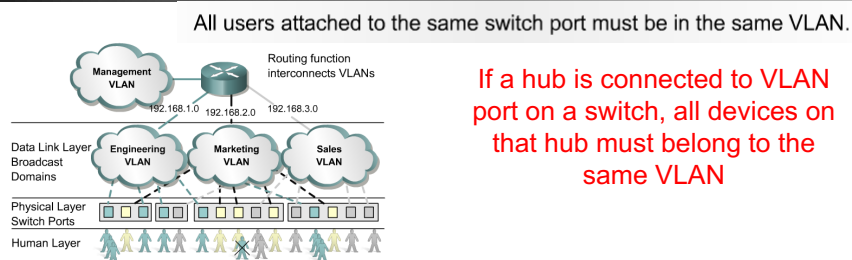 All users attached to the same switch port must be in the same VLAN.
Management
VLAN
Routing function
interconnects VLANs
192.168.1.0
192.168.2.0
192.168.3.0
Data Link Layer
Broadcast
Domains
Engineering
VLAN
Marketing
VLAN
Sales
VLAN
Physical Layer
Switch Ports
Human Layer
If a hub is connected to VLAN
port on a switch, all devices on
that hub must belong to the
same VLAN